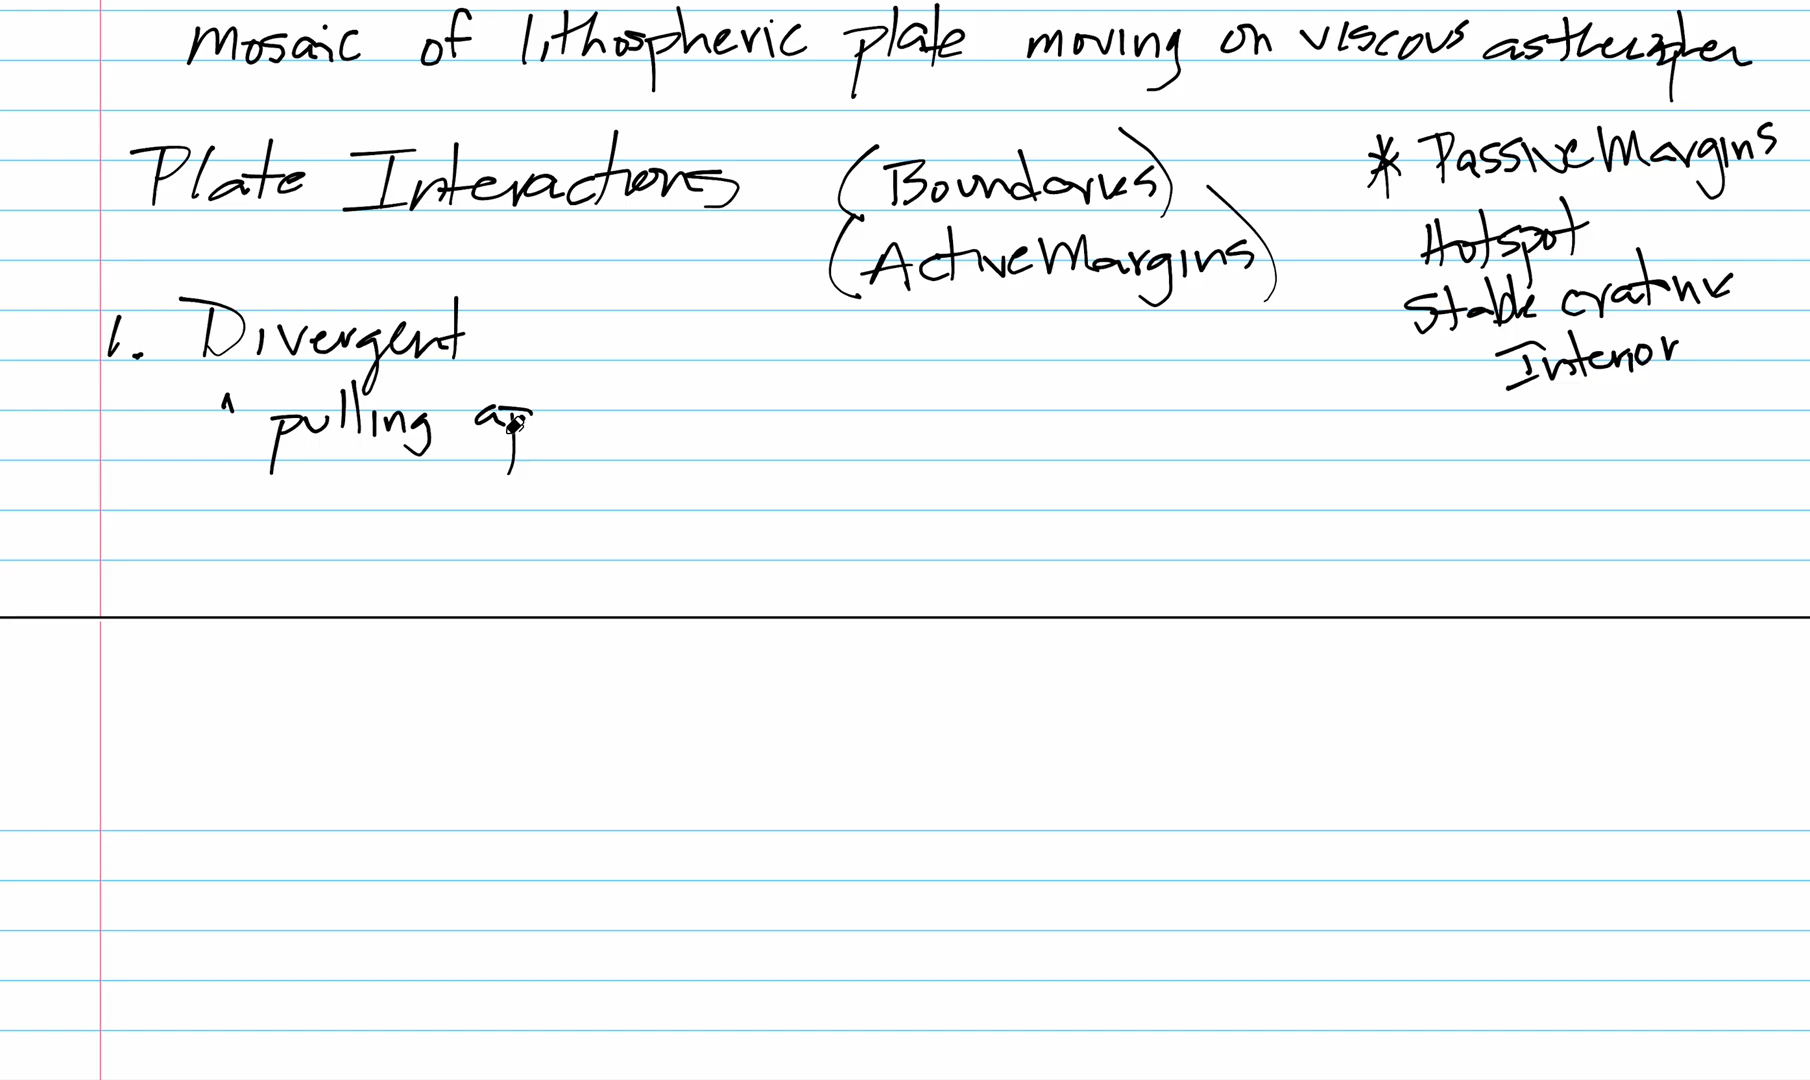 mosaic of lithospheric plate moving on viscous
Plate Interactions (Boundaries)
(Active Margins)
* Passive Margins
Hotspot
Stable cratonic
Interior
1. Divergent
pulling ap